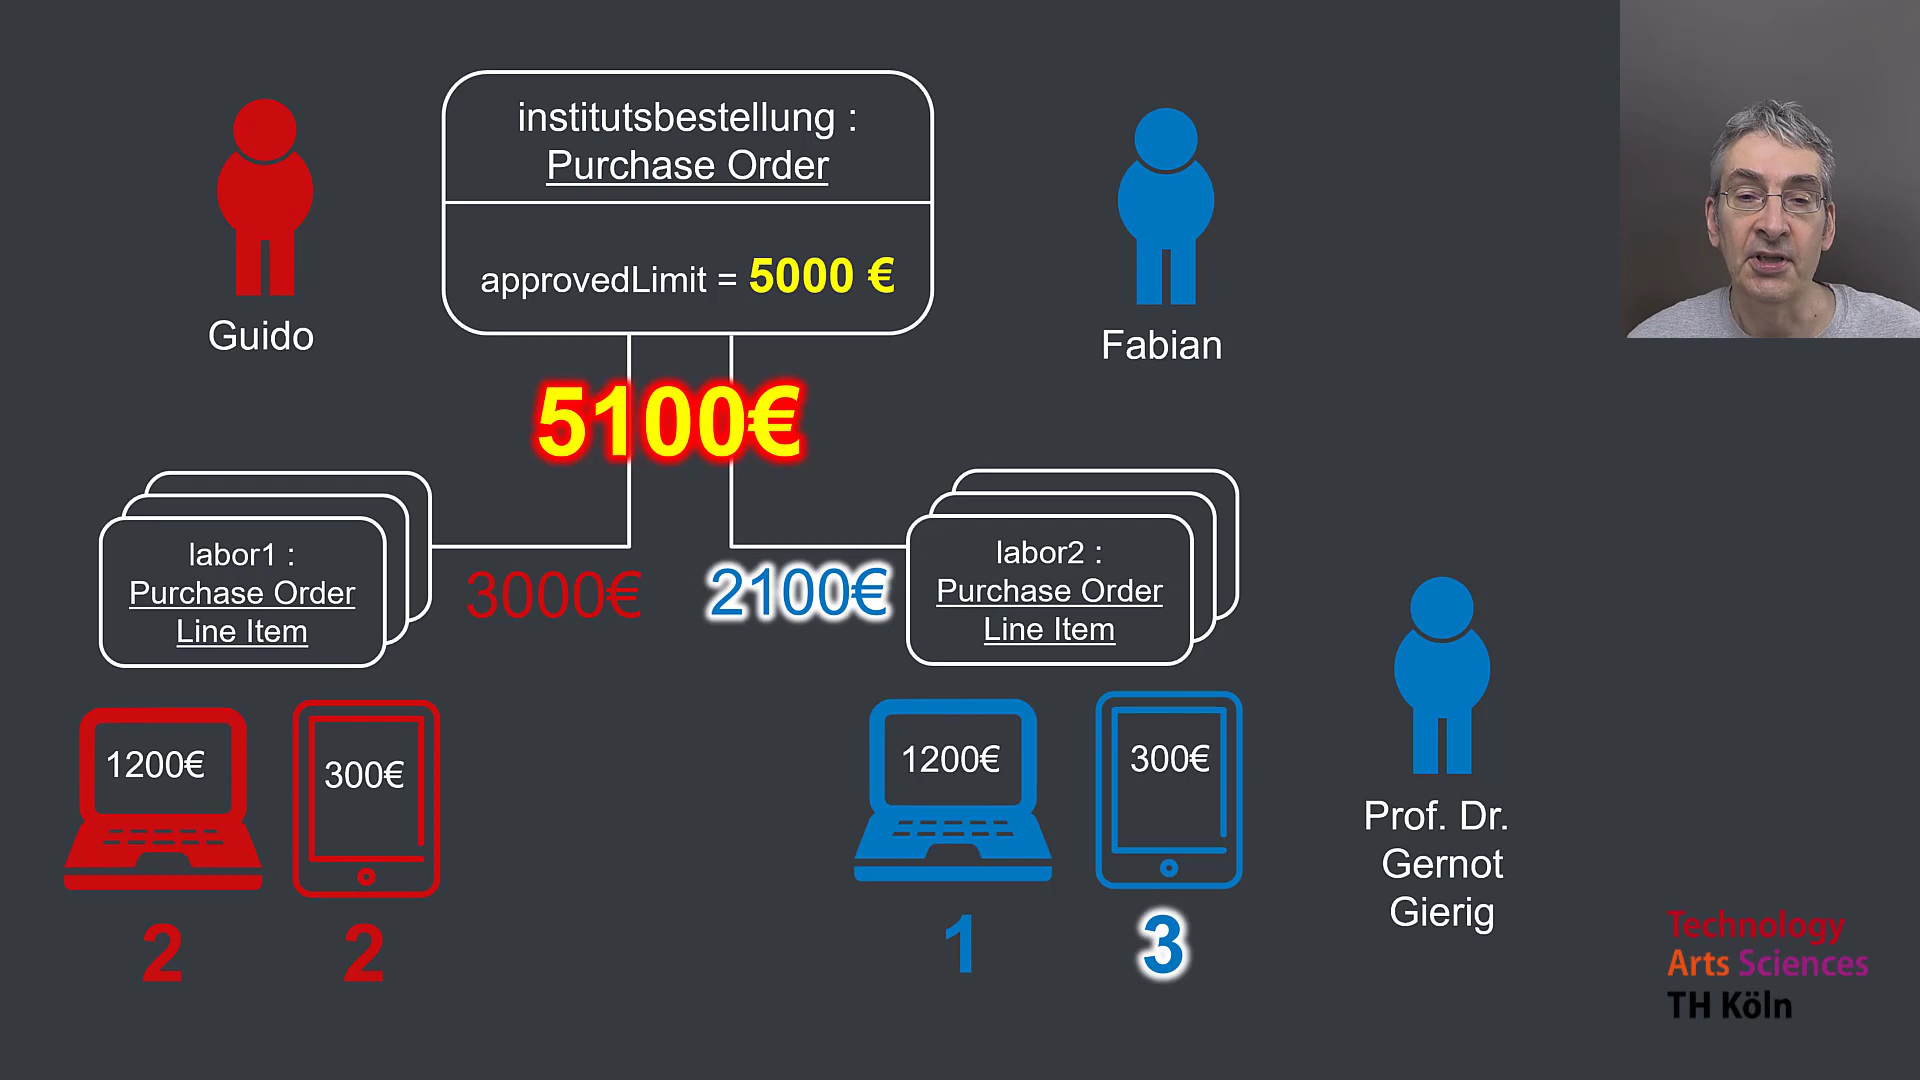 institutsbestellung :
Purchase Order
approvedLimit = 5000 €
Guido
Fabian
5100€
labor1 :
Purchase Order
Line Item
3000€
2100€
labor2 :
Purchase Order
Line Item
1200€
300€
1200€
300€
2
2
1
3
Prof. Dr.
Gernot
Gierig
Technology
Arts Sciences
TH Köln